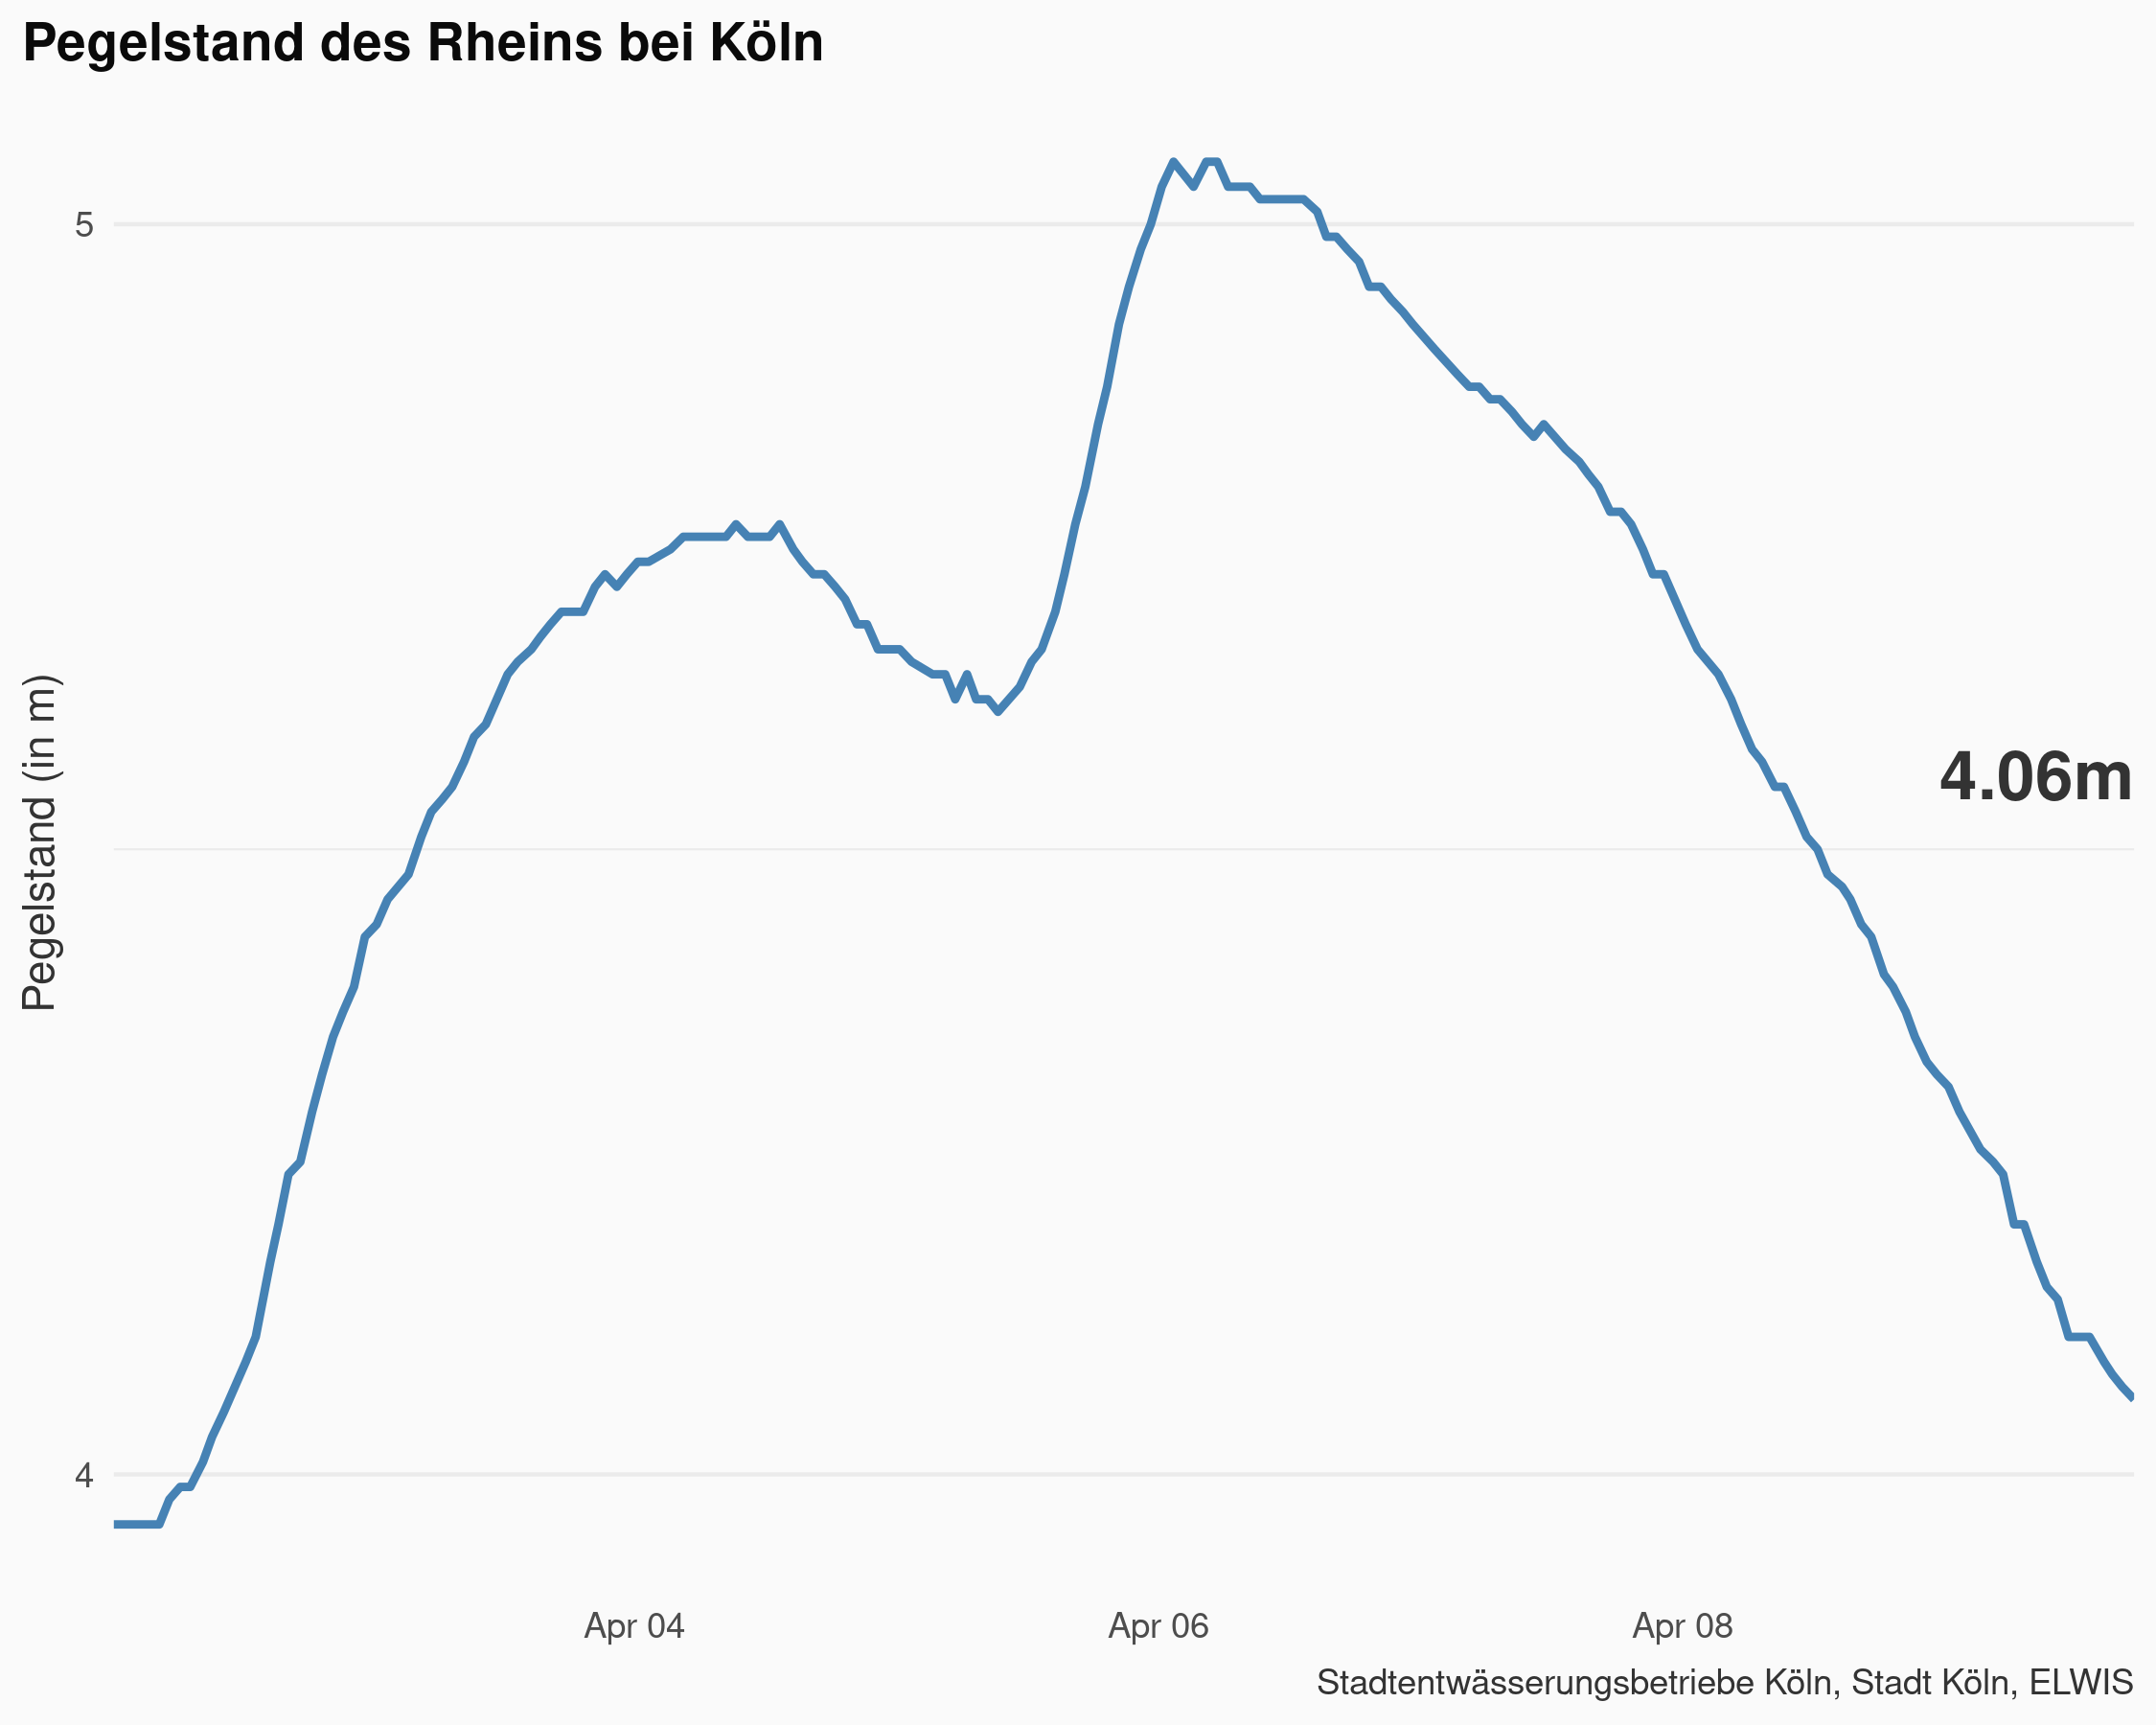 Pegelstand des Rheins bei Köln
Pegelstand (in m)
5
4.06m
4
Apr 04
Apr 06
Apr 08
Stadtentwässerungsbetriebe Köln, Stadt Köln, ELWIS